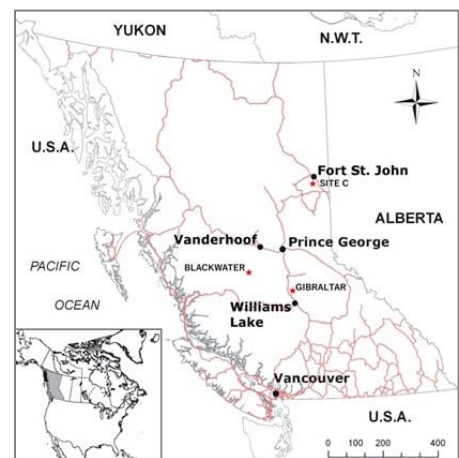 YUKON
N.W.T.
N
U.S.A.
Fort St. John
SITE C
ALBERTA
Vanderhoof
Prince George
PACIFIC
BLACKWATER
GIBRALTAR
OCEAN
Williams
Lake
Vancouver
U.S.A.
0 100 200 400